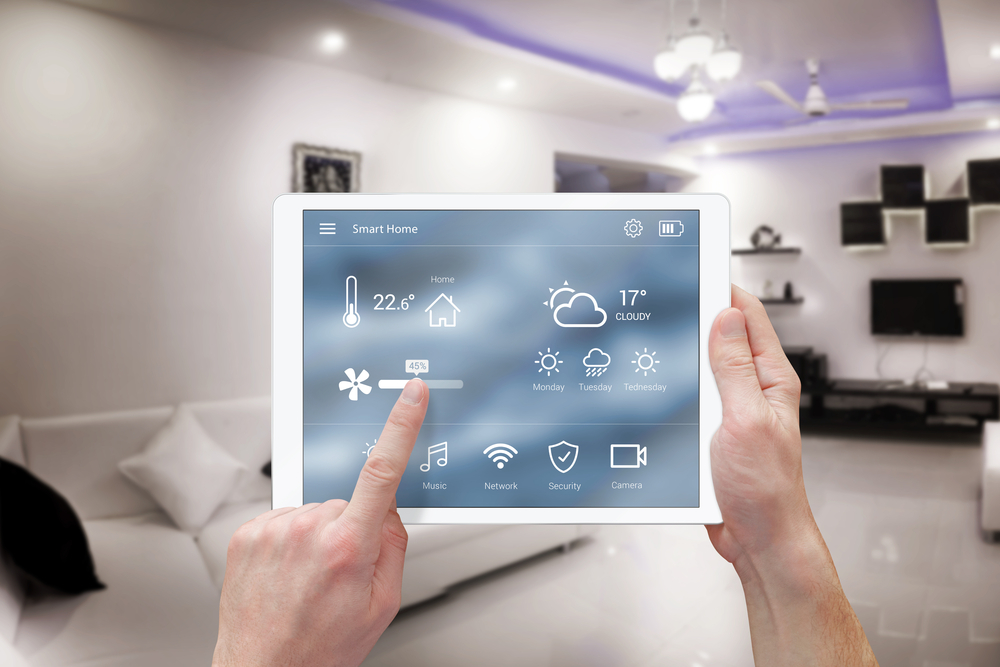 Smart Home
Home
22.6°
17°
CLOUDY
45%
Monday Tuesday Tednesday
Music Network Security Camera